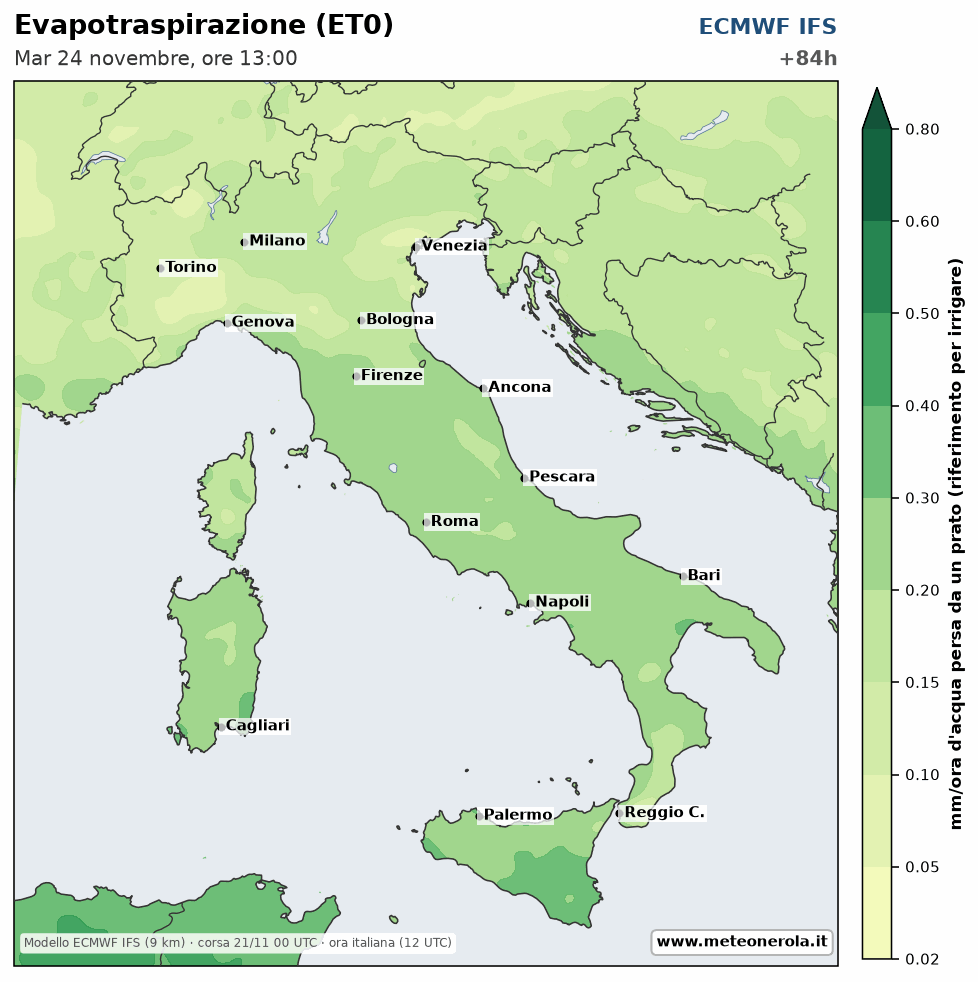 Evapotraspirazione (ET0)
ECMWF IFS
Mar 24 novembre, ore 13:00
+84h
Milano
Venezia
Torino
Genova
Bologna
Firenze
Ancona
Pescara
Roma
Bari
Napoli
Cagliari
Palermo
Reggio C.
0.80
0.60
0.50
0.40
0.30
0.20
0.15
0.10
0.05
0.02
mm/ora d'acqua persa da un prato (riferimento per irrigare)
Modello ECMWF IFS (9 km) · corsa 21/11 00 UTC · ora italiana (12 UTC)
www.meteonerola.it